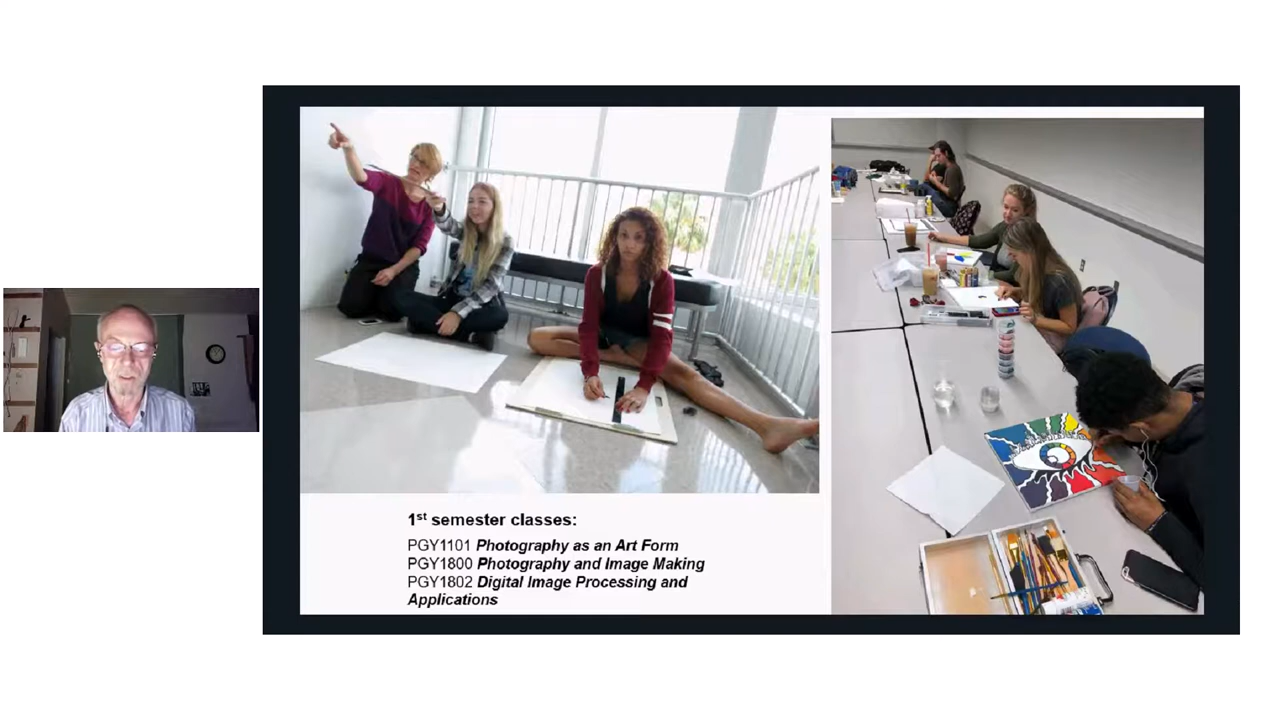 1st semester classes:
PGY1101 Photography as an Art Form
PGY1800 Photography and Image Making
PGY1802 Digital Image Processing and
Applications